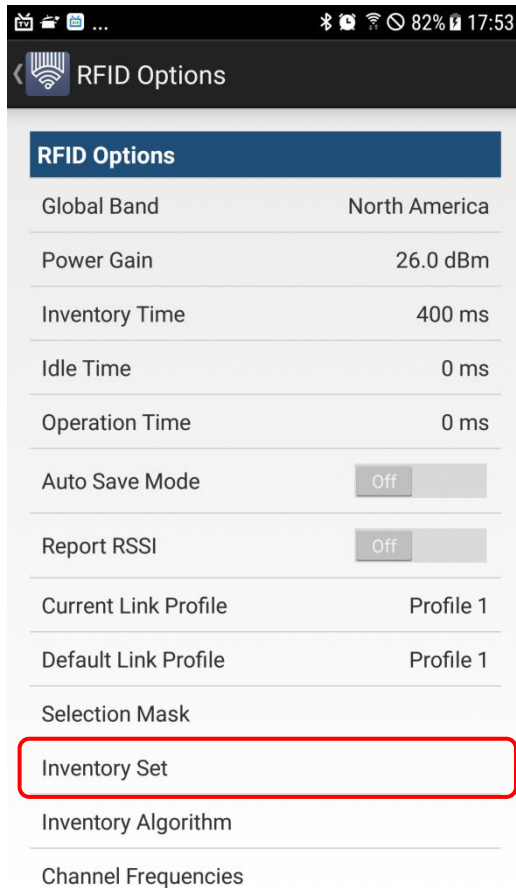 ... 82% 17:53
RFID Options
RFID Options
Global Band North America
Power Gain 26.0 dBm
Inventory Time 400 ms
Idle Time 0 ms
Operation Time 0 ms
Auto Save Mode Off
Report RSSI Off
Current Link Profile Profile 1
Default Link Profile Profile 1
Selection Mask
Inventory Set
Inventory Algorithm
Channel Frequencies